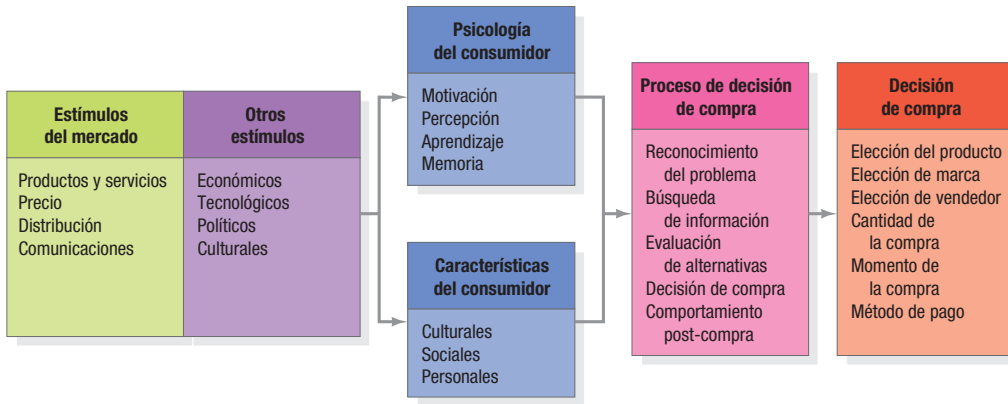 Estímulos
del mercado
Productos y servicios
Precio
Distribución
Comunicaciones
Otros
estímulos
Económicos
Tecnológicos
Políticos
Culturales
Psicología
del consumidor
Motivación
Percepción
Aprendizaje
Memoria
Características
del consumidor
Culturales
Sociales
Personales
Proceso de decisión
de compra
Reconocimiento
del problema
Búsqueda
de información
Evaluación
de alternativas
Decisión de compra
Comportamiento
post-compra
Decisión
de compra
Elección del producto
Elección de marca
Elección de vendedor
Cantidad de
la compra
Momento de
la compra
Método de pago